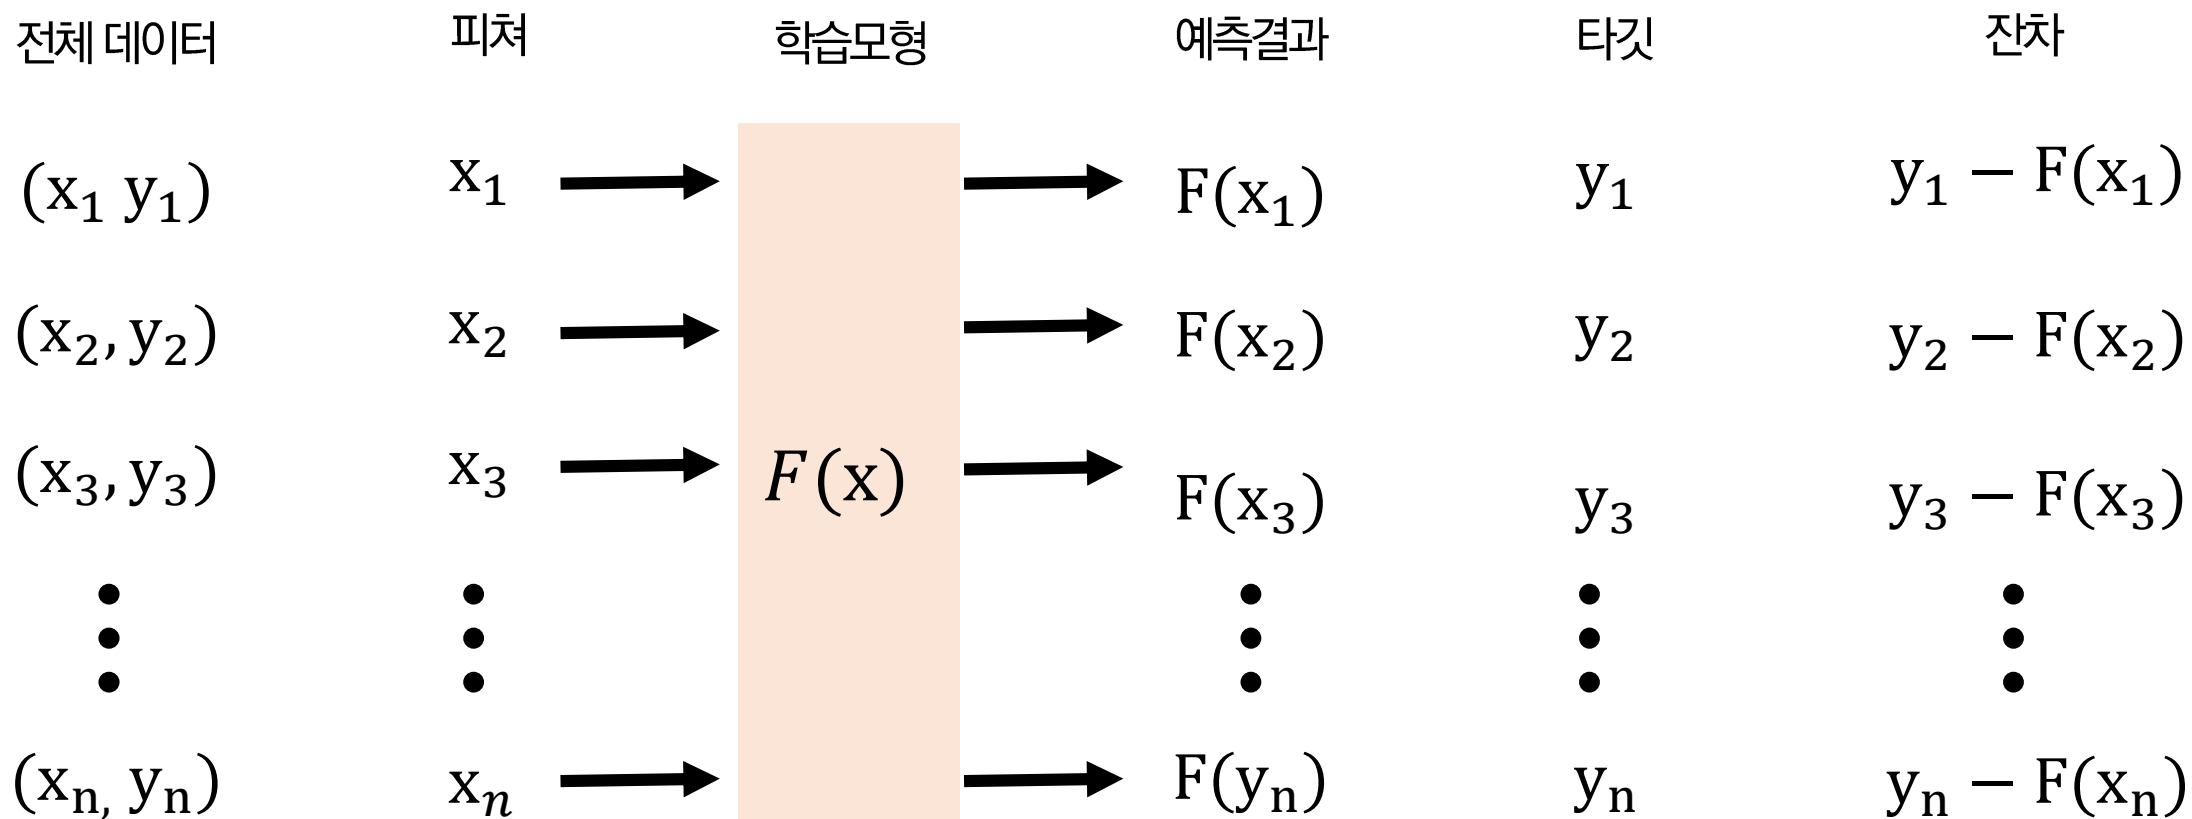 전체 데이터 피쳐 학습모형 예측결과 타깃 잔차
(x₁ y₁) x₁ F(x₁) y₁ y₁ − F(x₁)
(x₂, y₂) x₂ F(x₂) y₂ y₂ − F(x₂)
(x₃, y₃) x₃ F(x) F(x₃) y₃ y₃ − F(x₃)
(xₙ, yₙ) xₙ F(yₙ) yₙ yₙ − F(xₙ)